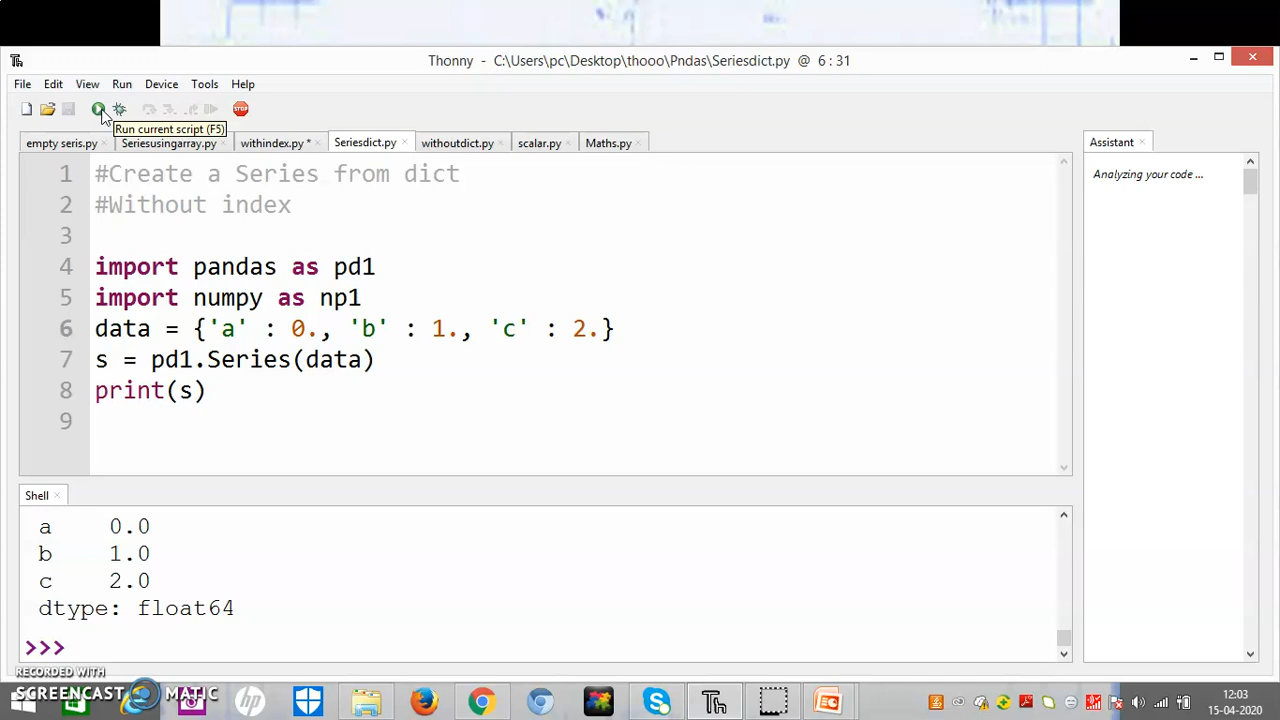 Thonny - C:\Users\pc\Desktop\thooo\Pndas\Seriesdict.py @ 6 : 31
File Edit View Run Device Tools Help
STOP
Run current script (F5)
empty seris.py Seriesusingarray.py withindex.py * Seriesdict.py withoutdict.py scalar.py Maths.py
Assistant
Analyzing your code ...
1 #Create a Series from dict
2 #Without index
3
4 import pandas as pd1
5 import numpy as np1
6 data = {'a' : 0., 'b' : 1., 'c' : 2.}
7 s = pd1.Series(data)
8 print(s)
9
Shell
a 0.0
b 1.0
c 2.0
dtype: float64
>>>
RECORDED WITH
SCREENCAST MATIC
12:03
15-04-2020